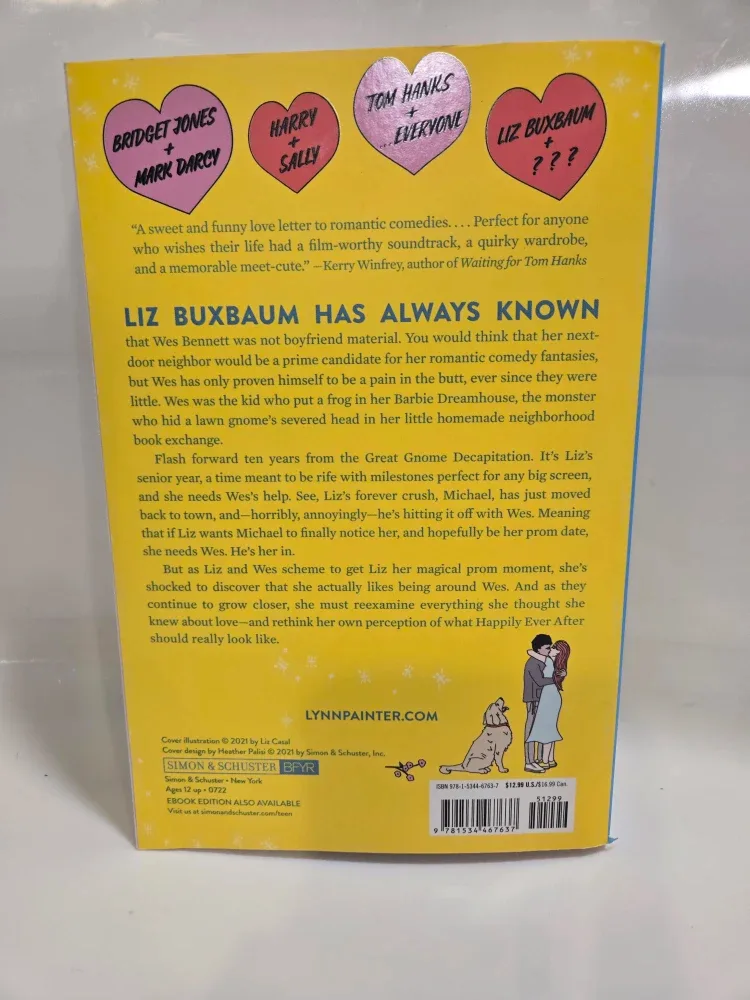 BRIDGET JONES
+
MARK DARCY
HARRY
+
SALLY
TOM HANKS
+
...EVERYONE
LIZ BUXBAUM
+
? ? ?
“A sweet and funny love letter to romantic comedies. . . . Perfect for anyone
who wishes their life had a film-worthy soundtrack, a quirky wardrobe,
and a memorable meet-cute.” —Kerry Winfrey, author of Waiting for Tom Hanks
LIZ BUXBAUM HAS ALWAYS KNOWN
that Wes Bennett was not boyfriend material. You would think that her next-
door neighbor would be a prime candidate for her romantic comedy fantasies,
but Wes has only proven himself to be a pain in the butt, ever since they were
little. Wes was the kid who put a frog in her Barbie Dreamhouse, the monster
who hid a lawn gnome’s severed head in her little homemade neighborhood
book exchange.
Flash forward ten years from the Great Gnome Decapitation. It’s Liz’s
senior year, a time meant to be rife with milestones perfect for any big screen,
and she needs Wes’s help. See, Liz’s forever crush, Michael, has just moved
back to town, and—horribly, annoyingly—he’s hitting it off with Wes. Meaning
that if Liz wants Michael to finally notice her, and hopefully be her prom date,
she needs Wes. He’s her in.
But as Liz and Wes scheme to get Liz her magical prom moment, she’s
shocked to discover that she actually likes being around Wes. And as they
continue to grow closer, she must reexamine everything she thought she
knew about love—and rethink her own perception of what Happily Ever After
should really look like.
LYNNPAINTER.COM
Cover illustration © 2021 by Liz Casal
Cover design by Heather Palisi © 2021 by Simon & Schuster, Inc.
SIMON & SCHUSTER BFYR
Simon & Schuster • New York
Ages 12 up • 0722
EBOOK EDITION ALSO AVAILABLE
Visit us at simonandschuster.com/teen
ISBN 978-1-5344-6763-7 $12.99 U.S./$16.99 Can.
51299
9 781534 467637